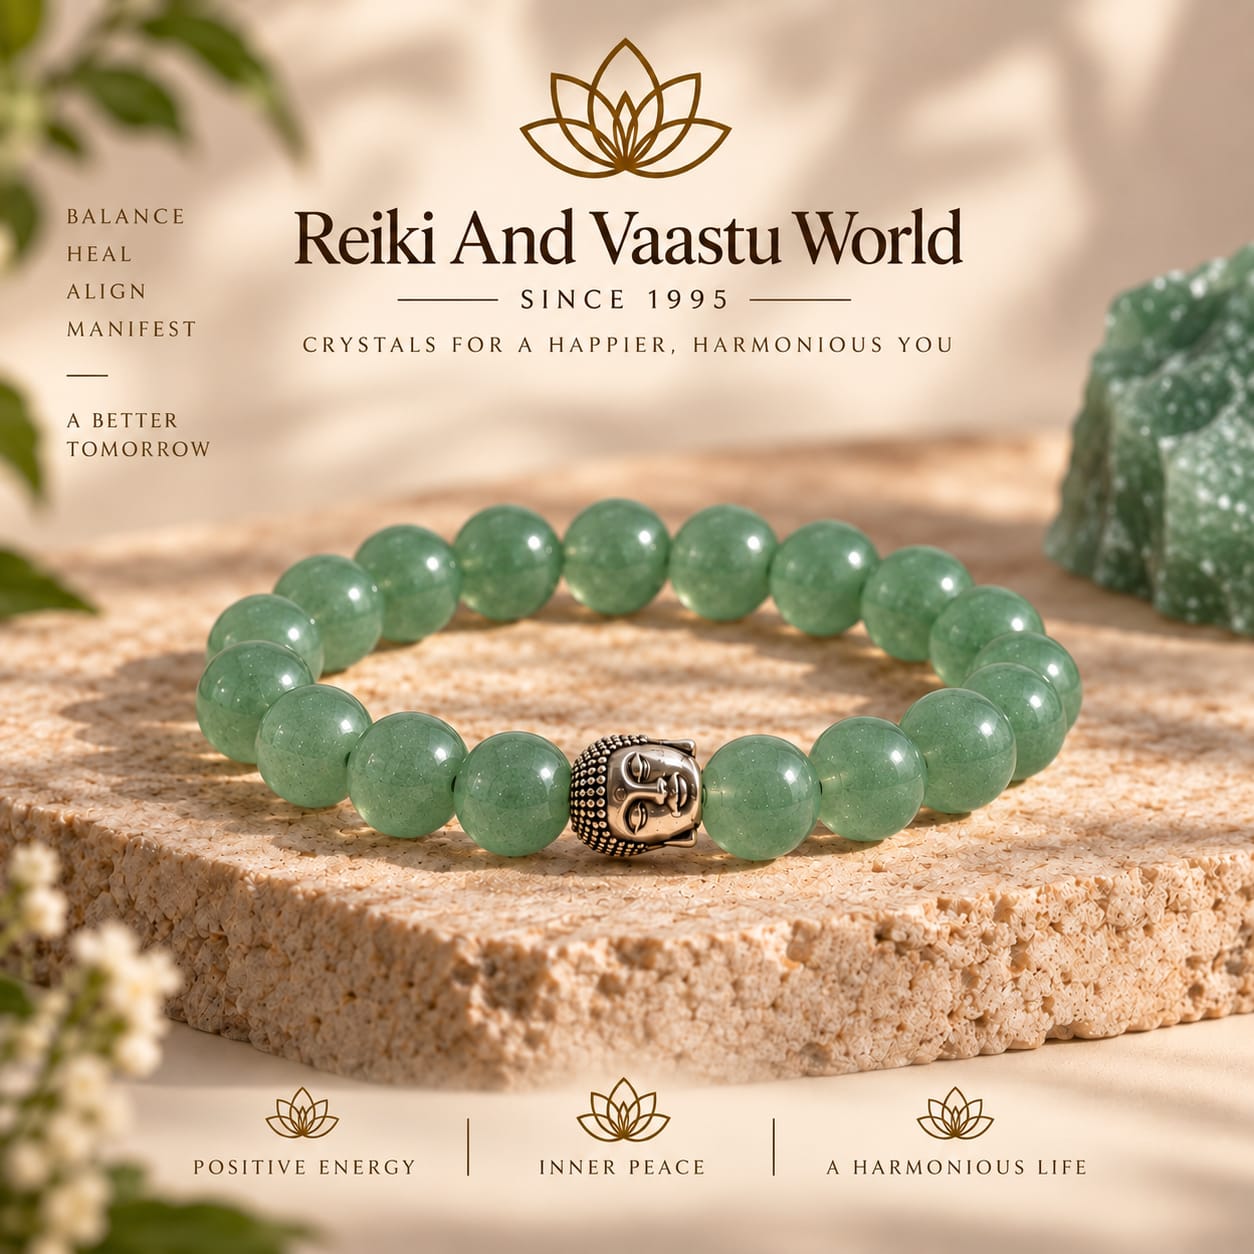 Reiki And Vaastu World
SINCE 1995
CRYSTALS FOR A HAPPIER, HARMONIOUS YOU
BALANCE
HEAL
ALIGN
MANIFEST
A BETTER
TOMORROW
POSITIVE ENERGY
INNER PEACE
A HARMONIOUS LIFE